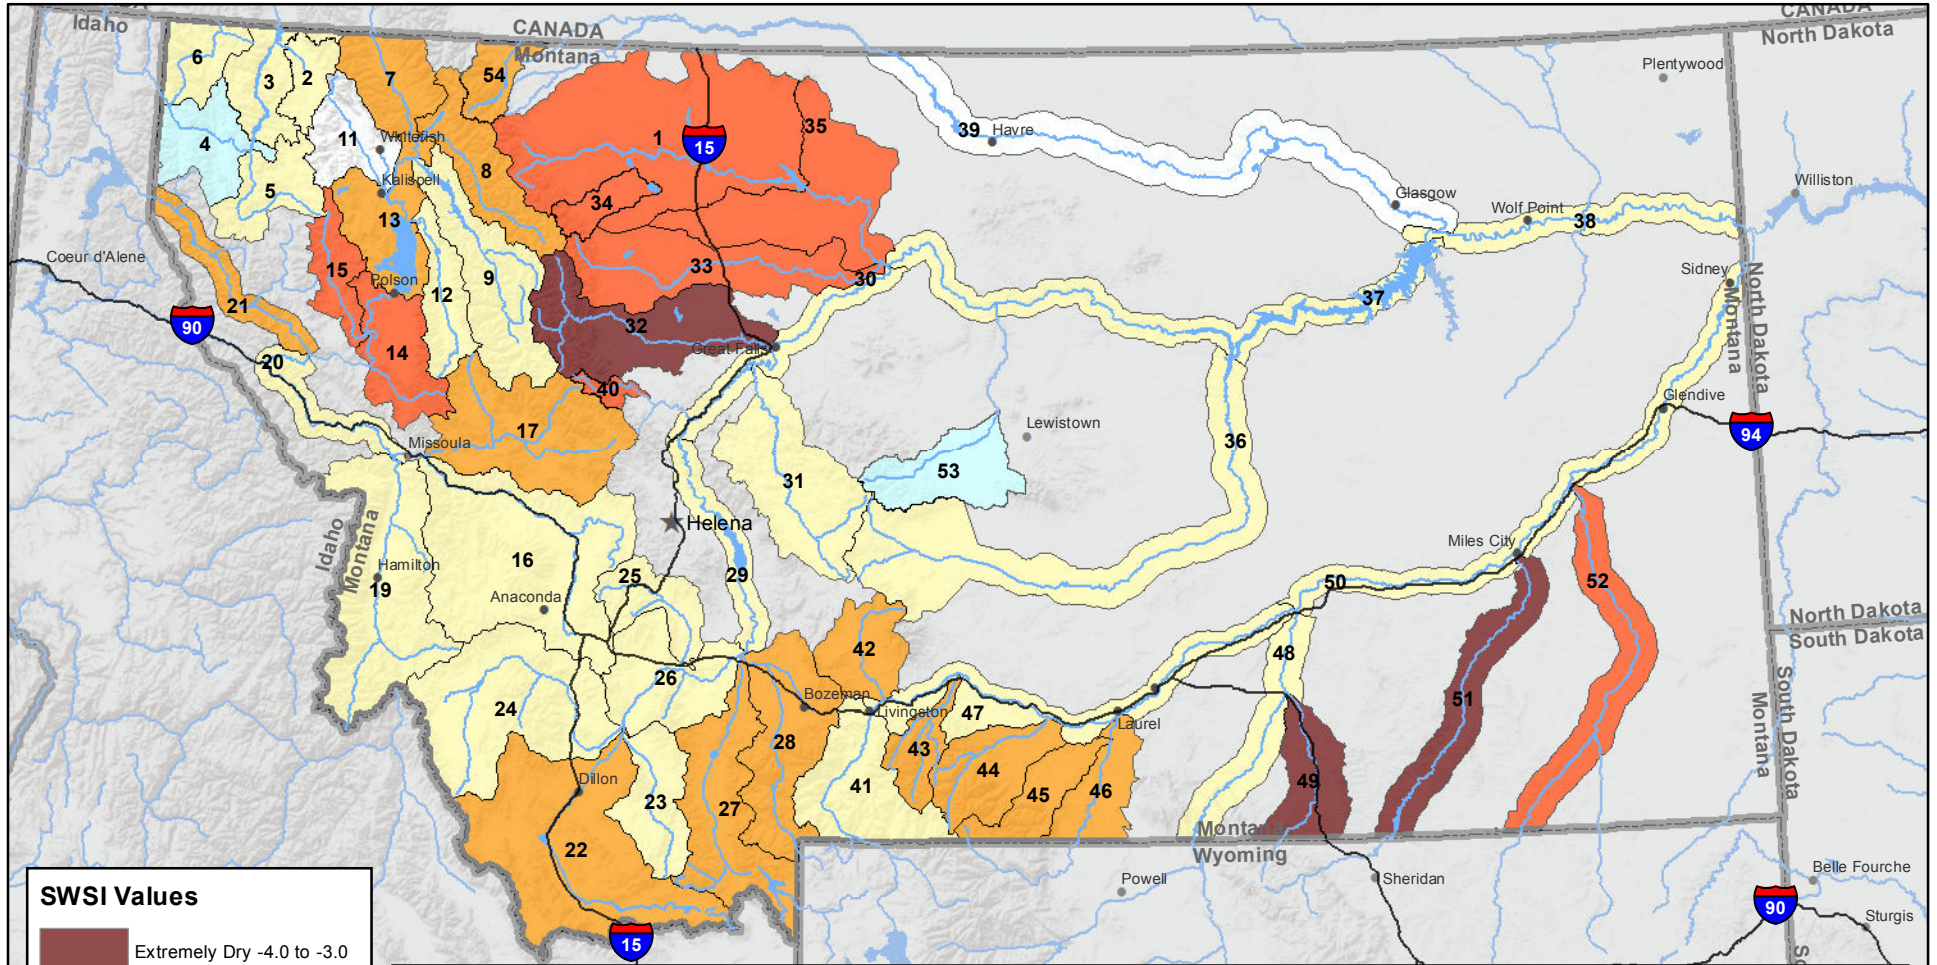 CANADA
Idaho
CANADA
Montana
CANADA
North Dakota
6
3
2
7
54
Plentywood
4
11
Whitefish
1
15
35
39
Havre
5
8
Kalispell
13
34
Glasgow
Wolf Point
38
Williston
Coeur d'Alene
15
Polson
12
9
33
30
37
Sidney
North Dakota
Montana
21
90
14
32
Great Falls
20
40
17
Missoula
31
53
Lewistown
36
Glendive
94
Idaho
Montana
Helena
16
Hamilton
19
Anaconda
25
29
Miles City
50
52
North Dakota
South Dakota
42
48
24
26
Bozeman
Livingston
47
Laurel
51
South Dakota
Montana
28
43
44
Dillon
23
27
41
45
46
49
22
Montana
Wyoming
Powell
Sheridan
Belle Fourche
90
Sturgis
15
SWSI Values
Extremely Dry -4.0 to -3.0